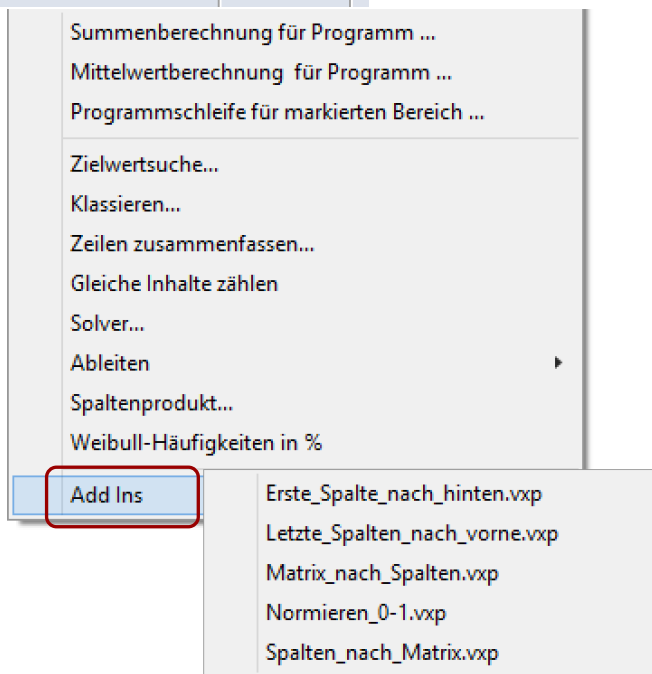 Summenberechnung für Programm ...
Mittelwertberechnung  für Programm ...
Programmschleife für markierten Bereich ...
Zielwertsuche...
Klassieren...
Zeilen zusammenfassen...
Gleiche Inhalte zählen
Solver...
Ableiten
Spaltenprodukt...
Weibull-Häufigkeiten in %
Add Ins
Erste_Spalte_nach_hinten.vxp
Letzte_Spalten_nach_vorne.vxp
Matrix_nach_Spalten.vxp
Normieren_0-1.vxp
Spalten_nach_Matrix.vxp